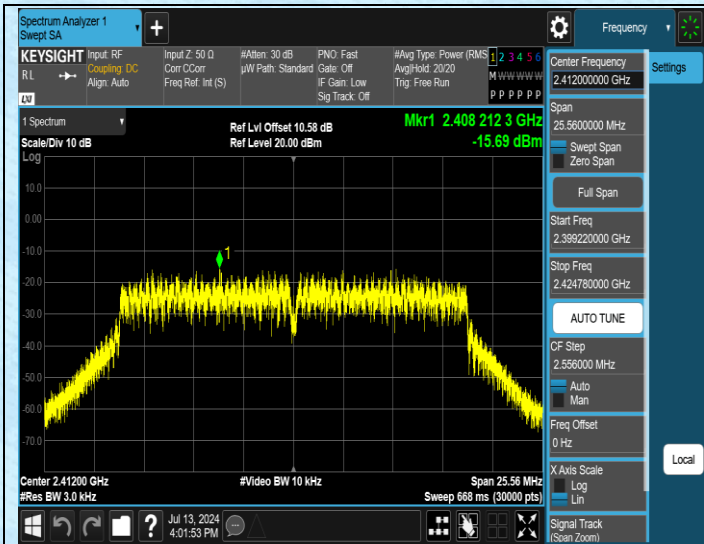 Spectrum Analyzer 1
Swept SA
+
Frequency
KEYSIGHT
RL
LXI
Input: RF
Coupling: DC
Align: Auto
Input Z: 50 Ω
Corr CCorr
Freq Ref: Int (S)
#Atten: 30 dB
µW Path: Standard
PNO: Fast
Gate: Off
IF Gain: Low
Sig Track: Off
#Avg Type: Power (RMS
Avg|Hold: 20/20
Trig: Free Run
1 2 3 4 5 6
M W W W W W
P P P P P P
1 Spectrum
Scale/Div 10 dB
Log
Ref Lvl Offset 10.58 dB
Ref Level 20.00 dBm
Mkr1 2.408 212 3 GHz
-15.69 dBm
10.0
0.00
-10.0
1
-20.0
-30.0
-40.0
-50.0
-60.0
-70.0
Center 2.41200 GHz
#Res BW 3.0 kHz
#Video BW 10 kHz
Span 25.56 MHz
Sweep 668 ms (30000 pts)
?
Jul 13, 2024
4:01:53 PM
Center Frequency
2.412000000 GHz
Span
25.5600000 MHz
Swept Span
Zero Span
Full Span
Start Freq
2.399220000 GHz
Stop Freq
2.424780000 GHz
AUTO TUNE
CF Step
2.556000 MHz
Auto
Man
Freq Offset
0 Hz
X Axis Scale
Log
Lin
Signal Track
(Span Zoom)
Settings
Local